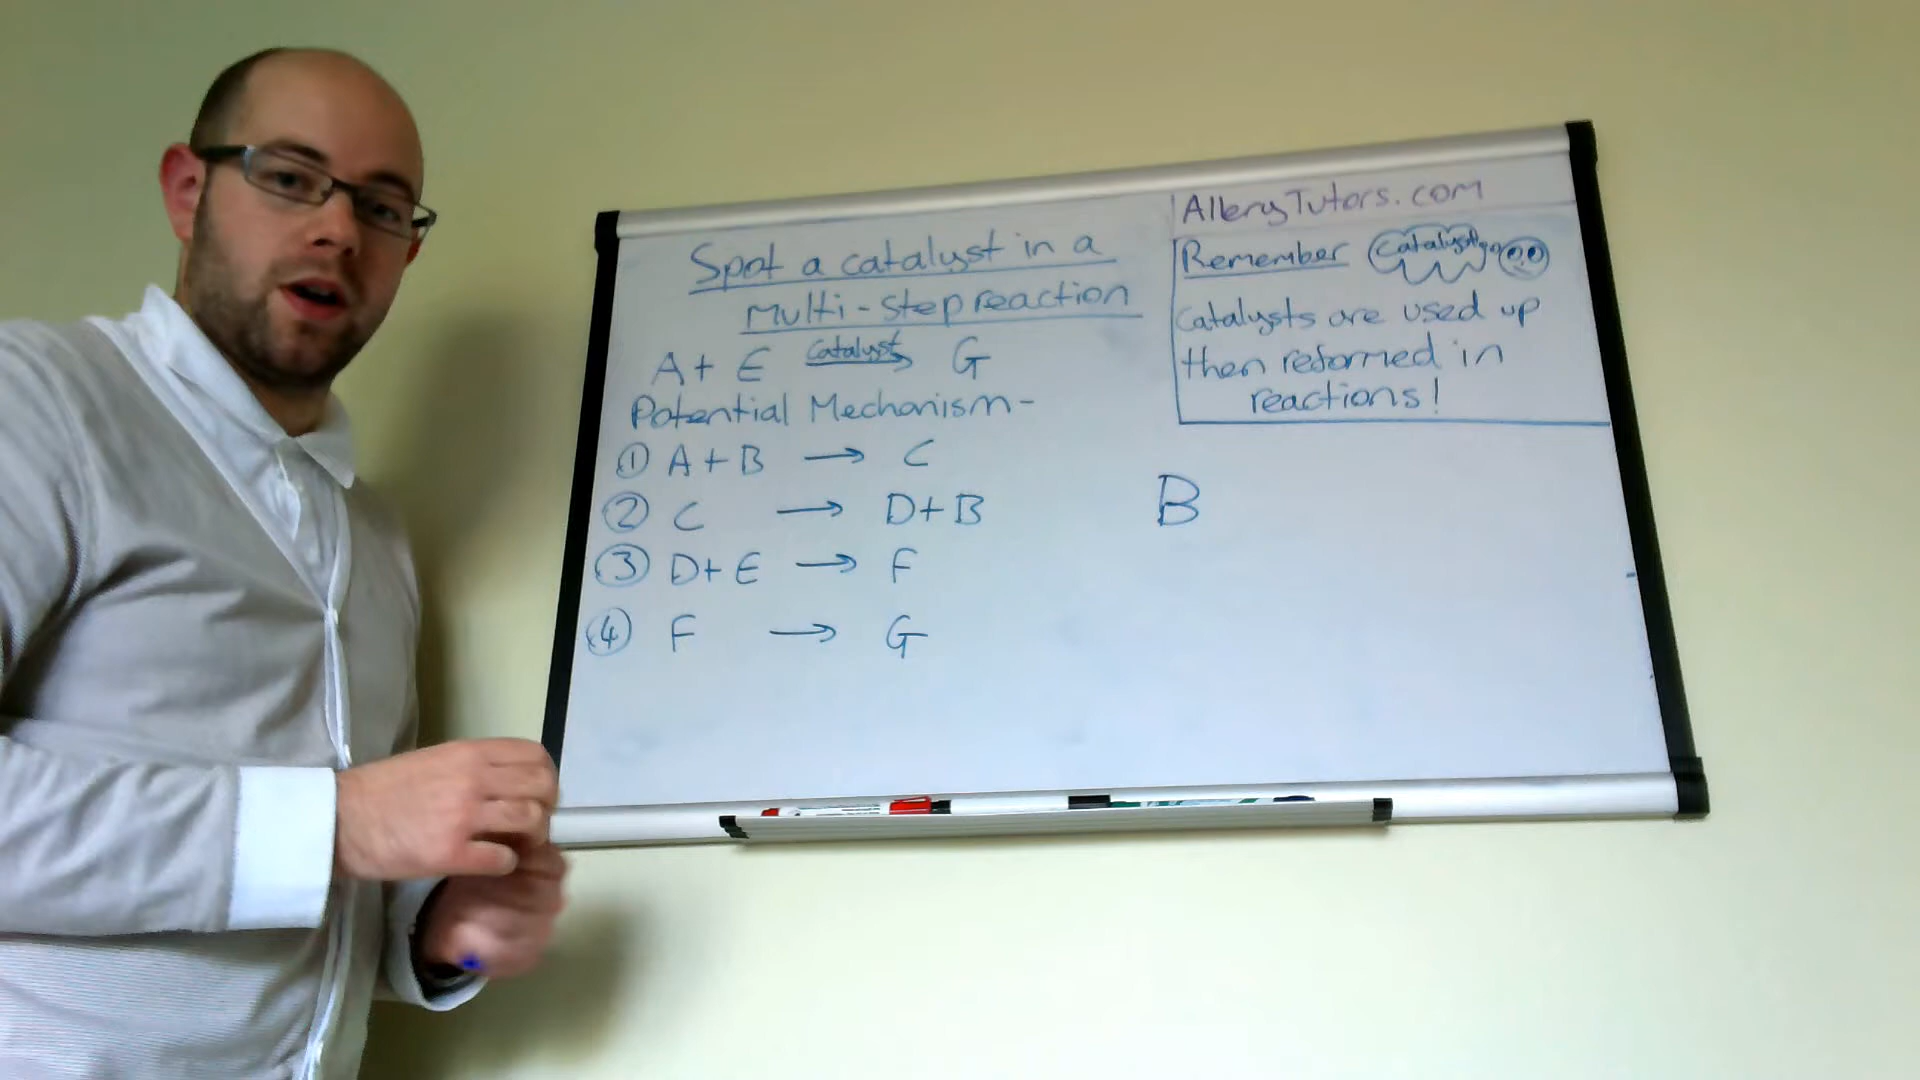 AlleryTutors.com
Spot a catalyst in a
Multi-step reaction
A + E Catalyst → G
Potential Mechanism-
① A + B → C
② C → D + B
③ D + E → F
④ F → G
Remember Catalyst
Catalysts are used up
then reformed in
reactions!
B